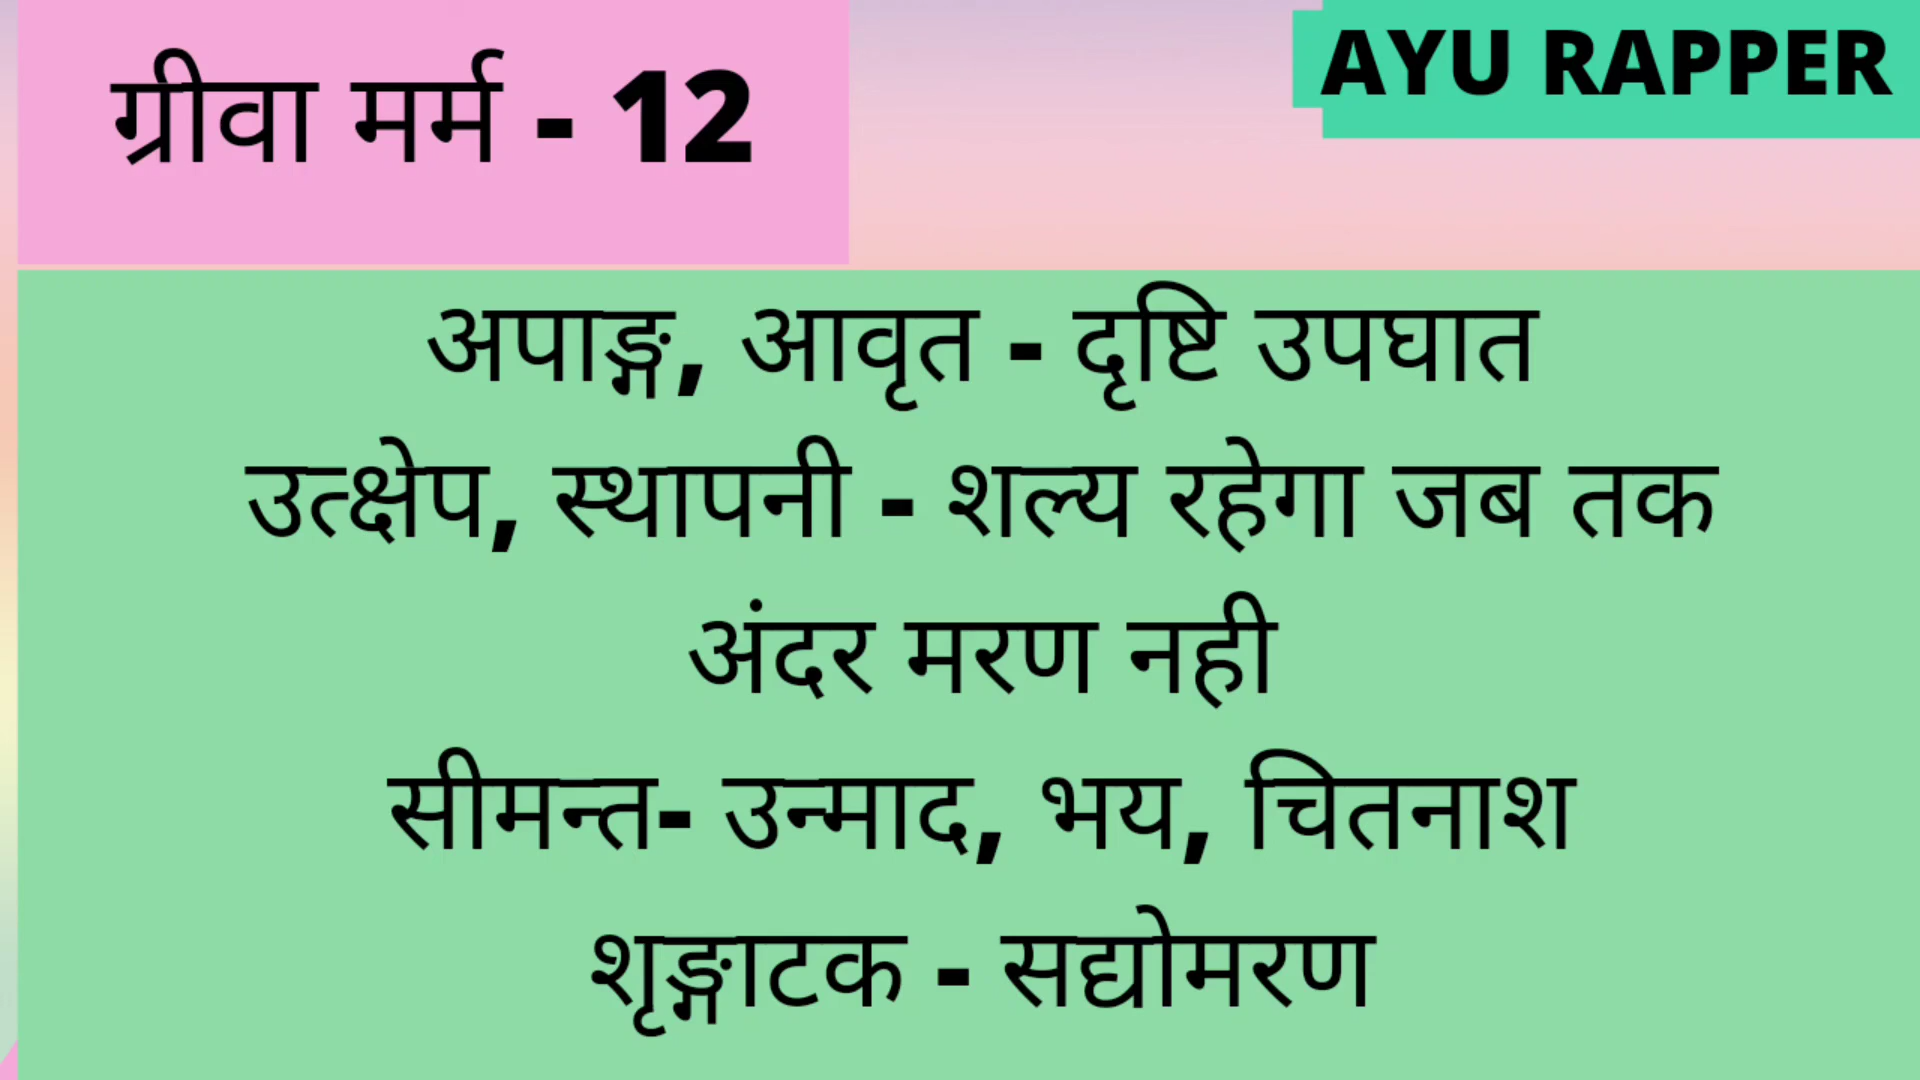 ग्रीवा मर्म - 12
AYU RAPPER
अपाङ्ग, आवृत - दृष्टि उपघात
उत्क्षेप, स्थापनी - शल्य रहेगा जब तक
अंदर मरण नही
सीमन्त- उन्माद, भय, चितनाश
शृङ्गाटक - सद्योमरण